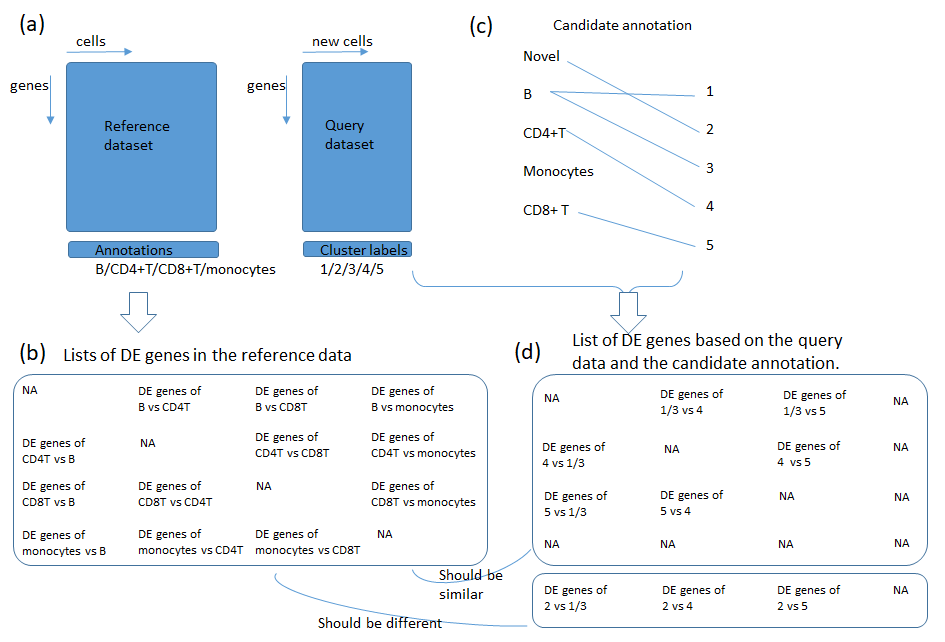 (a)
cells
genes
Reference
dataset
Annotations
B/CD4+T/CD8+T/monocytes
new cells
genes
Query
dataset
Cluster labels
1/2/3/4/5
(c)
Candidate annotation
Novel
B
CD4+T
Monocytes
CD8+ T
1
2
3
4
5
(b) Lists of DE genes in the reference data
NA
DE genes of
B vs CD4T
DE genes of
B vs CD8T
DE genes of
B vs monocytes
DE genes of
CD4T vs B
NA
DE genes of
CD4T vs CD8T
DE genes of
CD4T vs monocytes
DE genes of
CD8T vs B
DE genes of
CD8T vs CD4T
NA
DE genes of
CD8T vs monocytes
DE genes of
monocytes vs B
DE genes of
monocytes vs CD4T
DE genes of
monocytes vs CD8T
NA
(d)
List of DE genes based on the query
data and the candidate annotation.
NA
DE genes of
1/3 vs 4
DE genes of
1/3 vs 5
NA
DE genes of
4 vs 1/3
NA
DE genes of
4 vs 5
NA
DE genes of
5 vs 1/3
DE genes of
5 vs 4
NA
NA
NA
NA
NA
NA
DE genes of
2 vs 1/3
DE genes of
2 vs 4
DE genes of
2 vs 5
NA
Should be
similar
Should be different